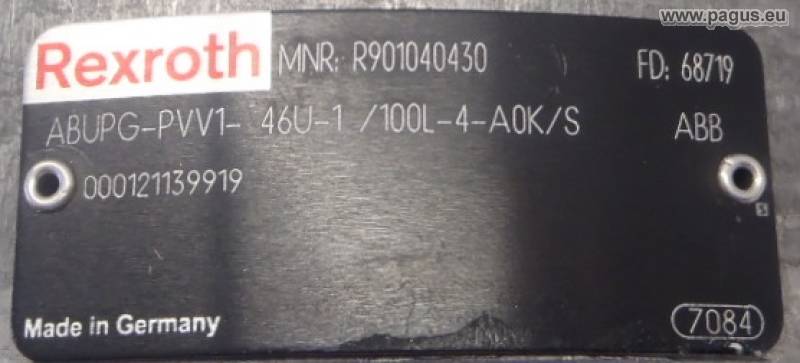 www.pagus.eu
Rexroth MNR: R901040430 FD: 68719
ABUPG-PVV1- 46U-1 /100L-4-A0K/S ABB
000121139919
Made in Germany 7084